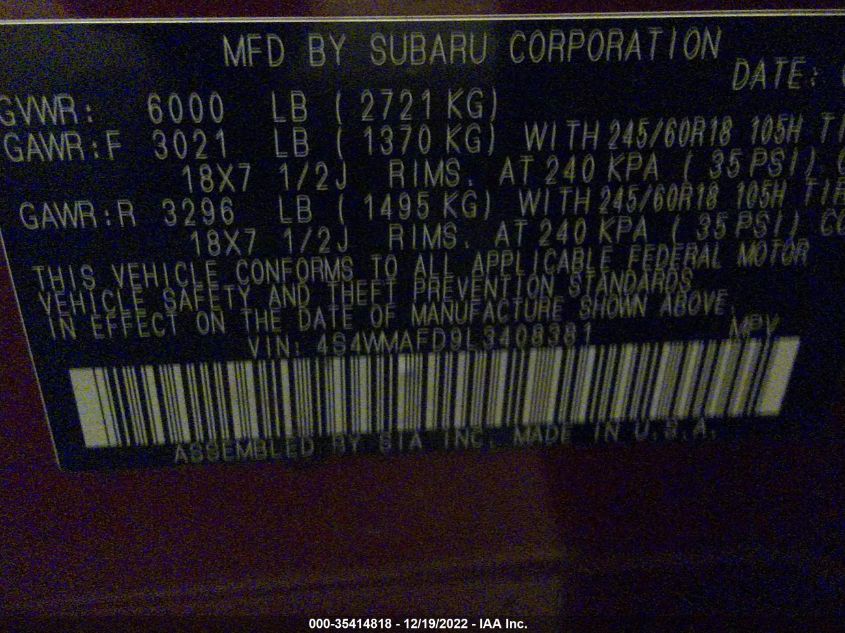 MFD BY SUBARU CORPORATION
DATE:
GVWR: 6000 LB ( 2721 KG)
GAWR:F 3021 LB ( 1370 KG) WITH 245/60R18 105H
18X7 1/2J RIMS. AT 240 KPA ( 35 PSI)
GAWR:R 3296 LB ( 1495 KG) WITH 245/60R18 105H
18X7 1/2J RIMS. AT 240 KPA ( 35 PSI)
THIS VEHICLE CONFORMS TO ALL APPLICABLE FEDERAL MOTOR
VEHICLE SAFETY AND THEFT PREVENTION STANDARDS
IN EFFECT ON THE DATE OF MANUFACTURE SHOWN ABOVE.
VIN: 4S4WMAFD9L3408381 MPV
ASSEMBLED BY SIA INC. MADE IN U.S.A.
000-35414818 - 12/19/2022 - IAA Inc.